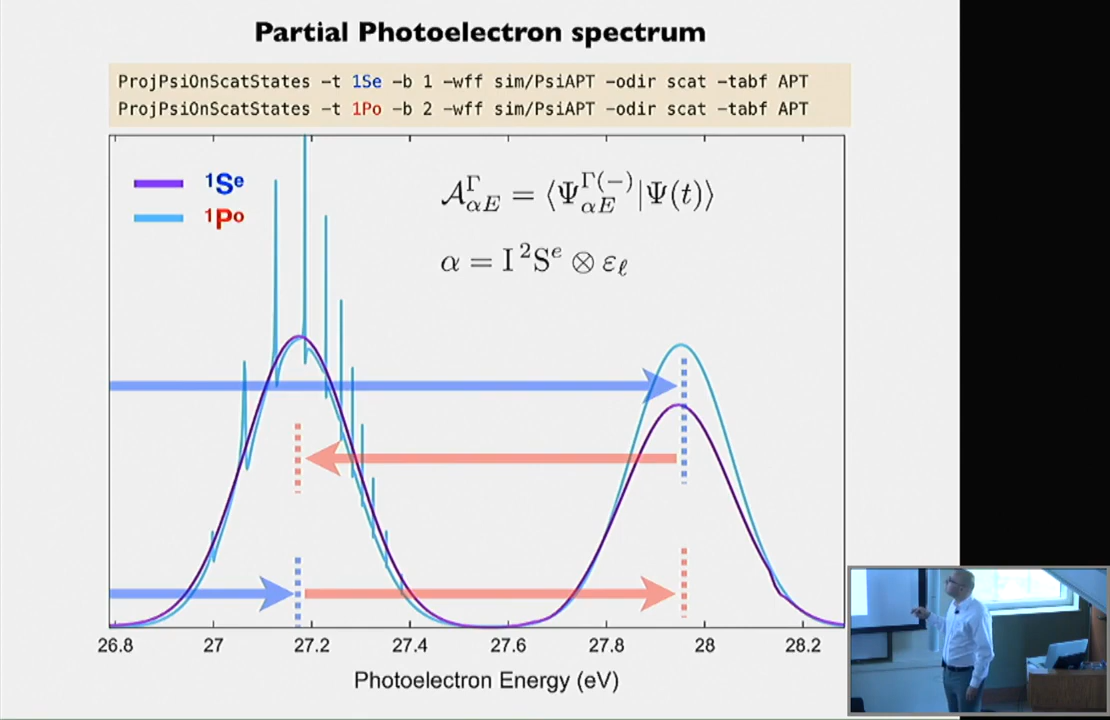 Partial Photoelectron spectrum
ProjPsiOnScatStates -t 1Se -b 1 -wff sim/PsiAPT -odir scat -tabf APT
ProjPsiOnScatStates -t 1Po -b 2 -wff sim/PsiAPT -odir scat -tabf APT
¹Sᵉ
¹Pᵒ
𝒜^Γ_{αE} = ⟨Ψ^{Γ(−)}_{αE}|Ψ(t)⟩
α = I ²Sᵉ ⊗ ε_ℓ
26.8 27 27.2 27.4 27.6 27.8 28 28.2
Photoelectron Energy (eV)